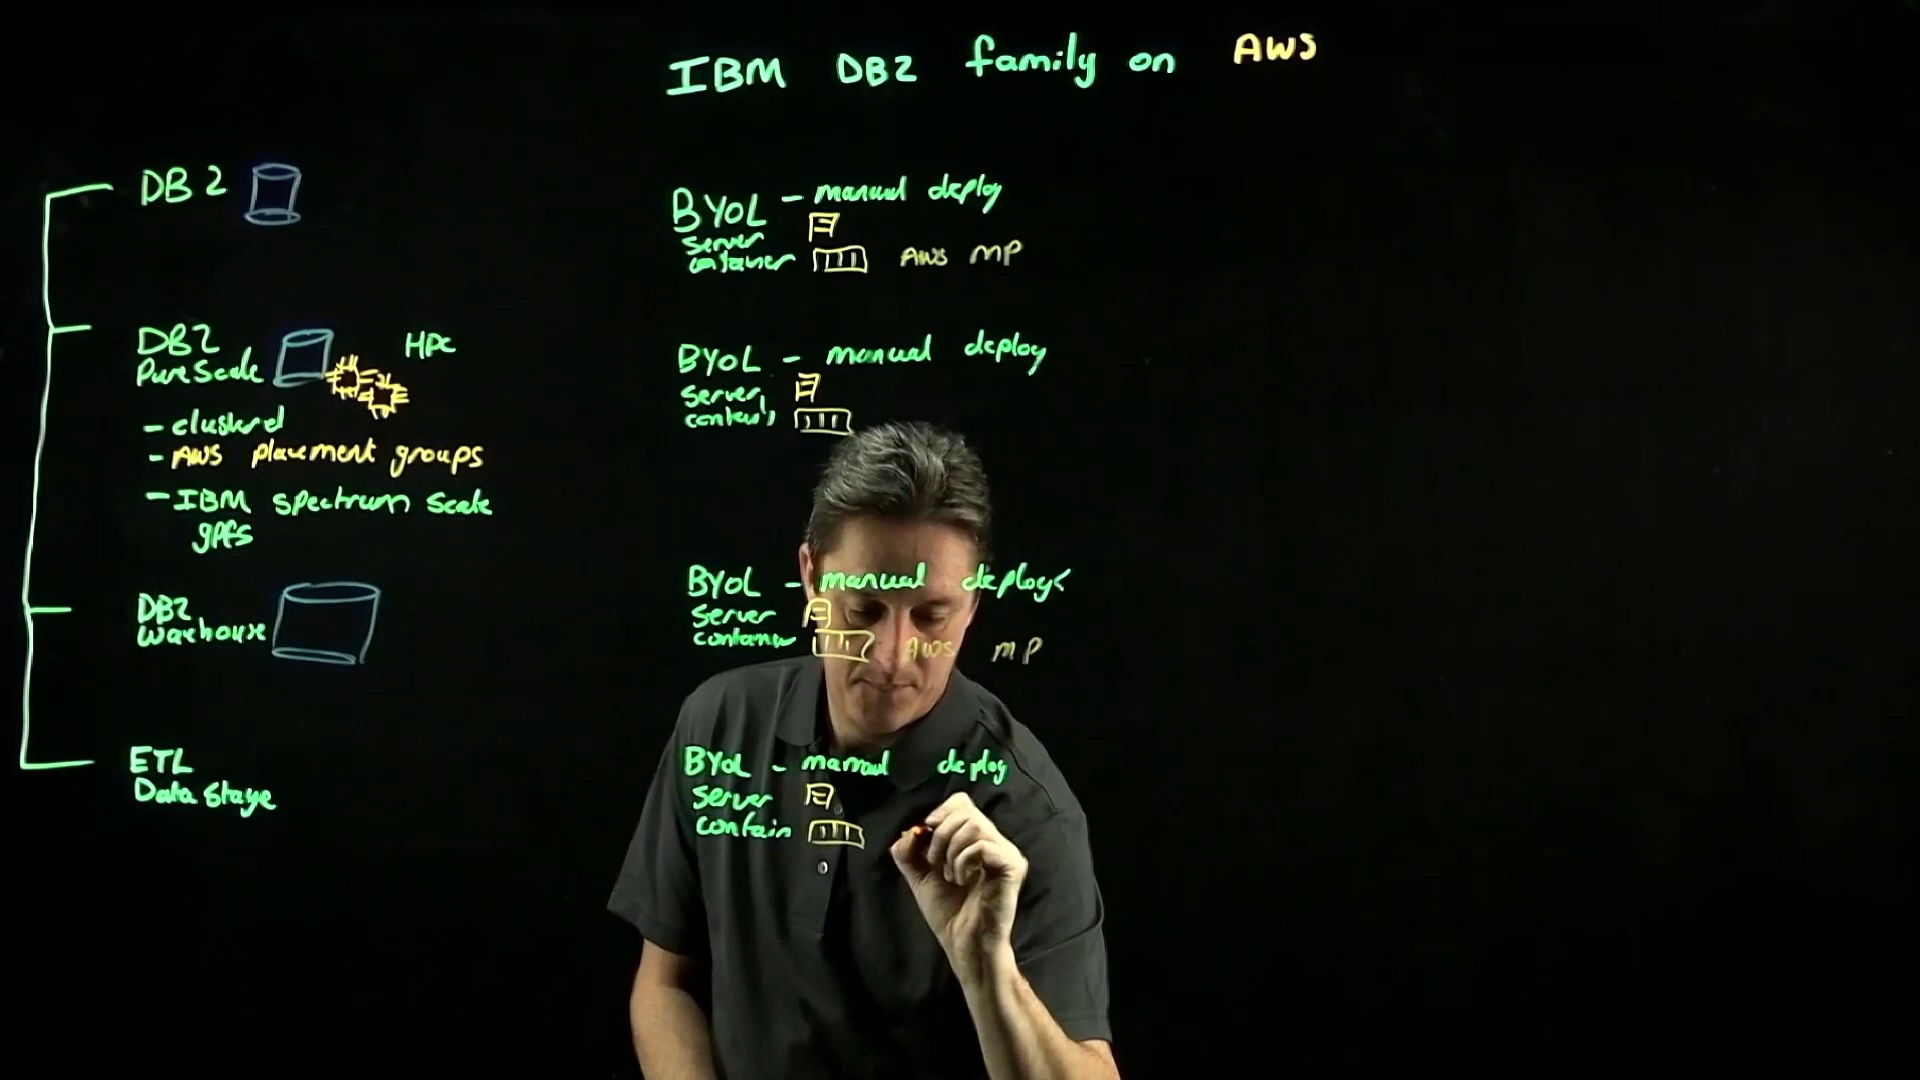 IBM DB2 family on AWS
DB2
BYOL - manual deploy
server
container AWS MP
DB2
PureScale
HPC
- clusterd
- AWS placement groups
- IBM spectrum scale
gpfs
BYOL - manual deploy
server
DB2
Warehouse
BYOL - manual deploy
server
container AWS MP
ETL
Data Stage
BYOL - manual deploy
server
contain